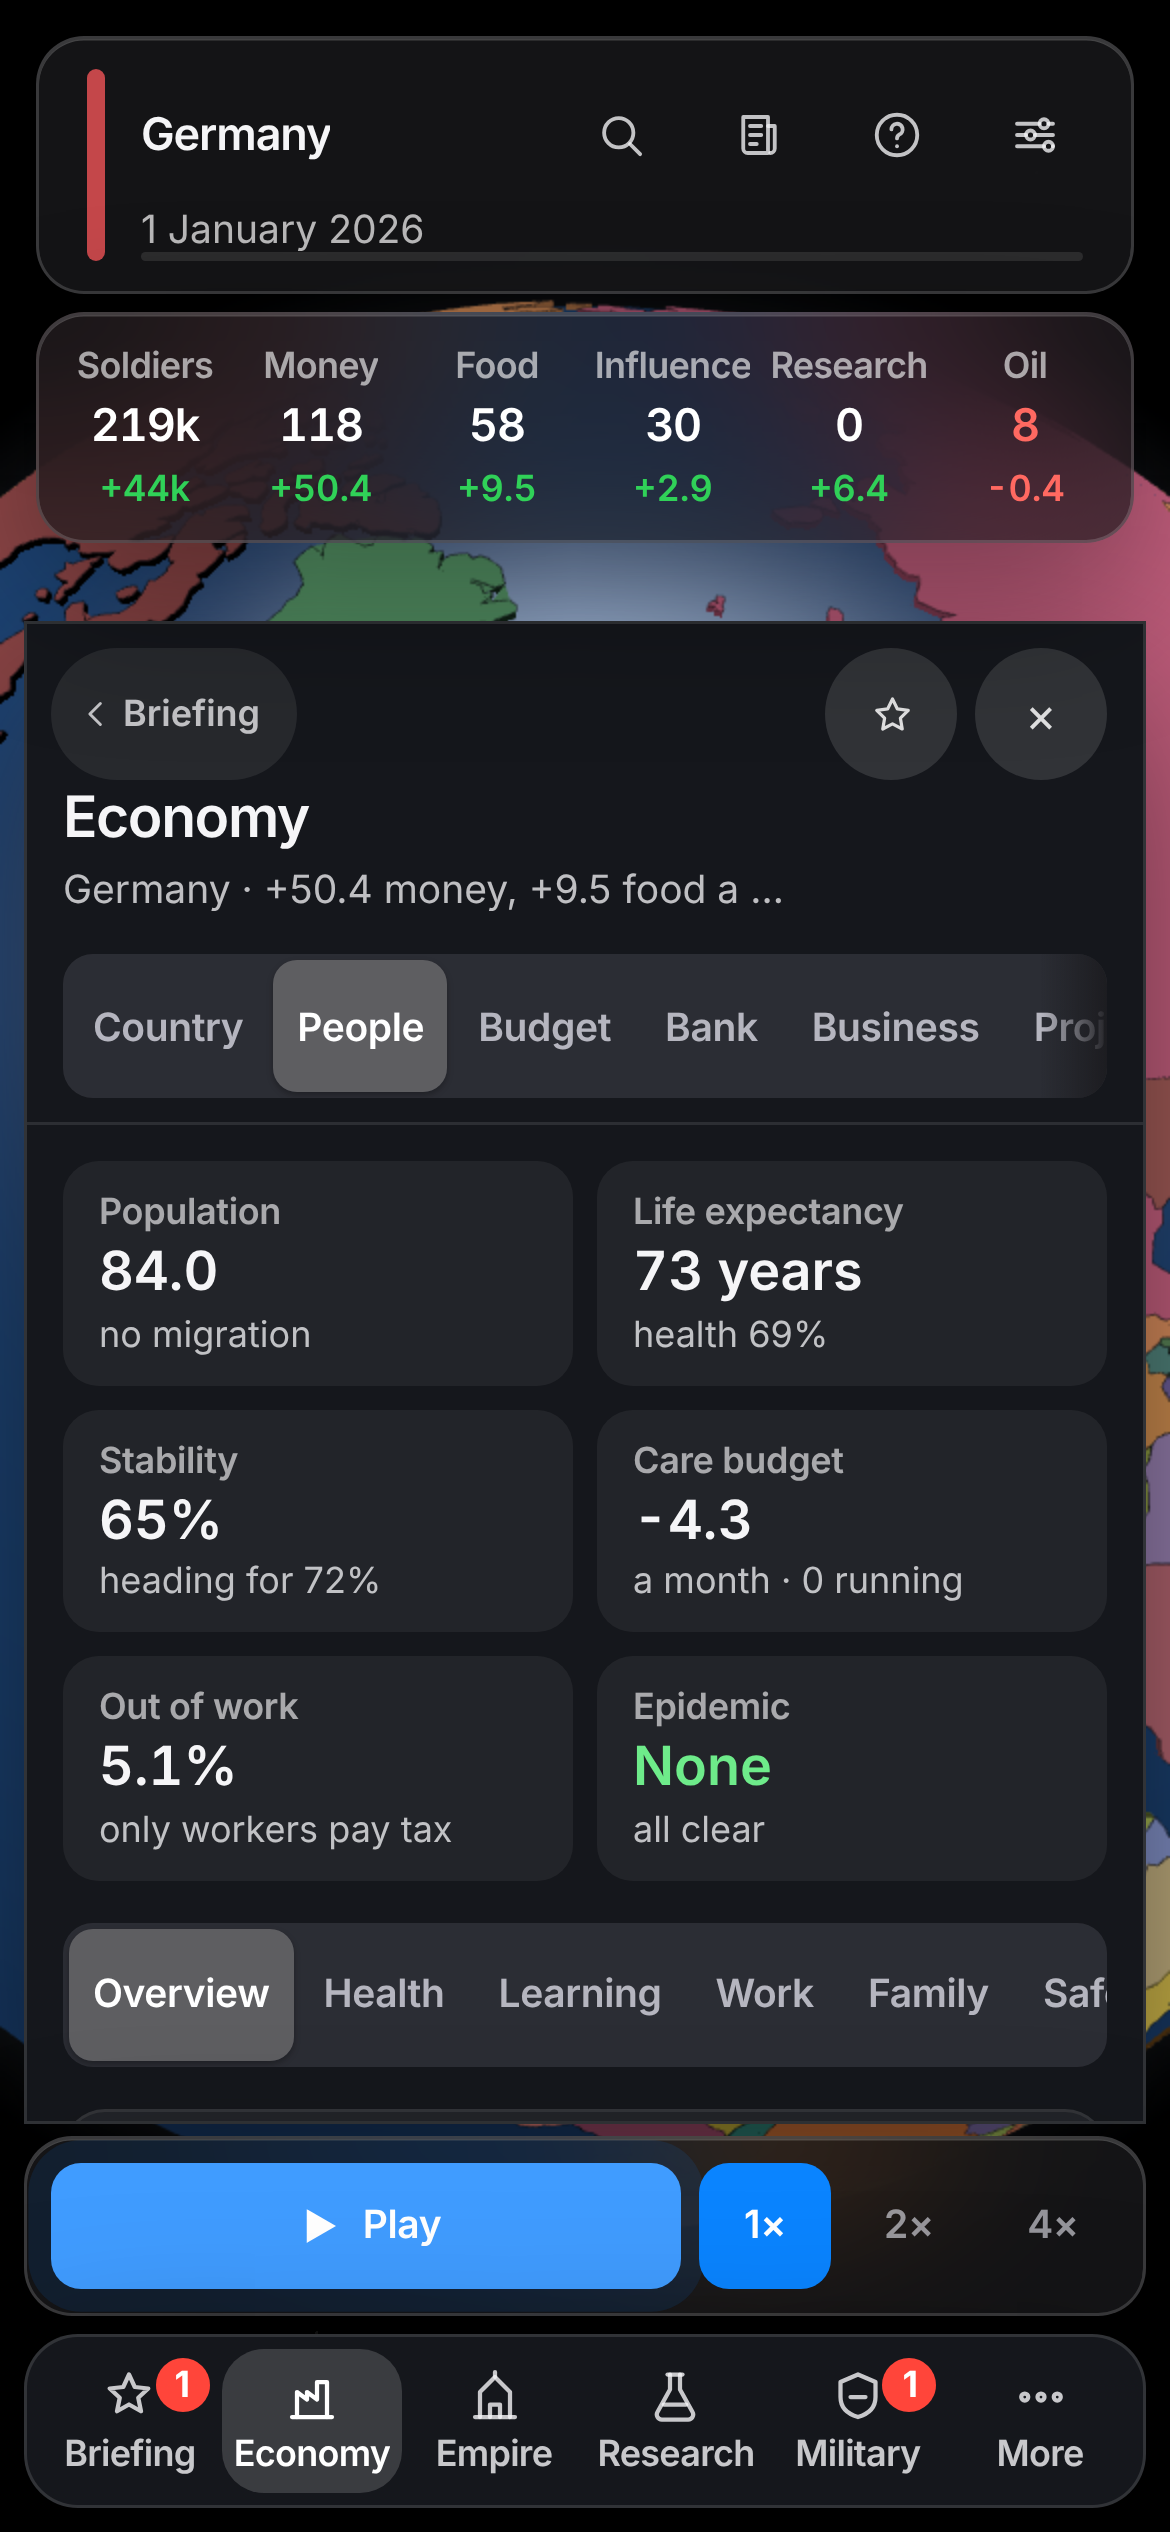 Germany
1 January 2026
Soldiers Money Food Influence Research Oil
219k 118 58 30 0 8
+44k +50.4 +9.5 +2.9 +6.4 -0.4
Briefing
Economy
Germany · +50.4 money, +9.5 food a ...
Country People Budget Bank Business Proj
Population Life expectancy
84.0 73 years
no migration health 69%
Stability Care budget
65% -4.3
heading for 72% a month · 0 running
Out of work Epidemic
5.1% None
only workers pay tax all clear
Overview Health Learning Work Family Safe
Play 1× 2× 4×
1 1
Briefing Economy Empire Research Military More